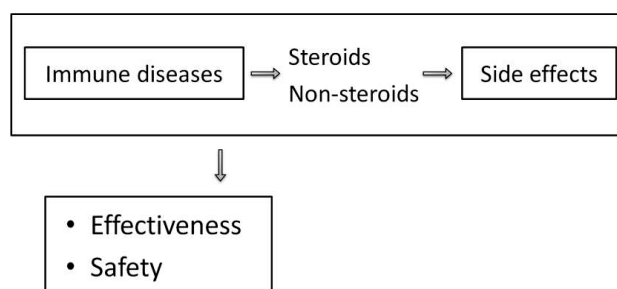 Immune diseases
Steroids
Non-steroids
Side effects
• Effectiveness
• Safety